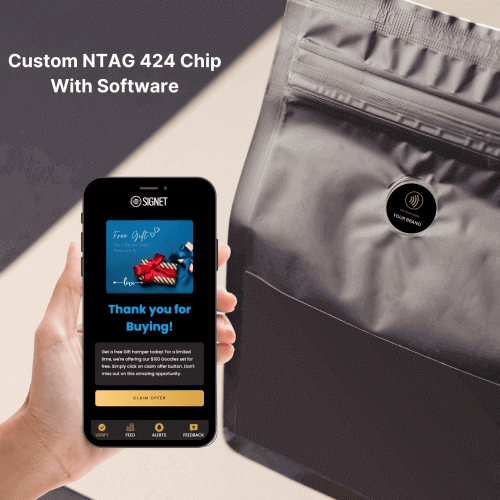 Custom NTAG 424 Chip
With Software
SIGNET
Free Gift
Thank you for
Buying!
Get a free Gift hamper today! For a limited
time, we're offering our $100 Goodies set for
free. Simply click on claim offer button. Don't
miss out on this amazing opportunity.
CLAIM OFFER
VERIFY FEED ALERTS FEEDBACK
love
YOUR BRAND